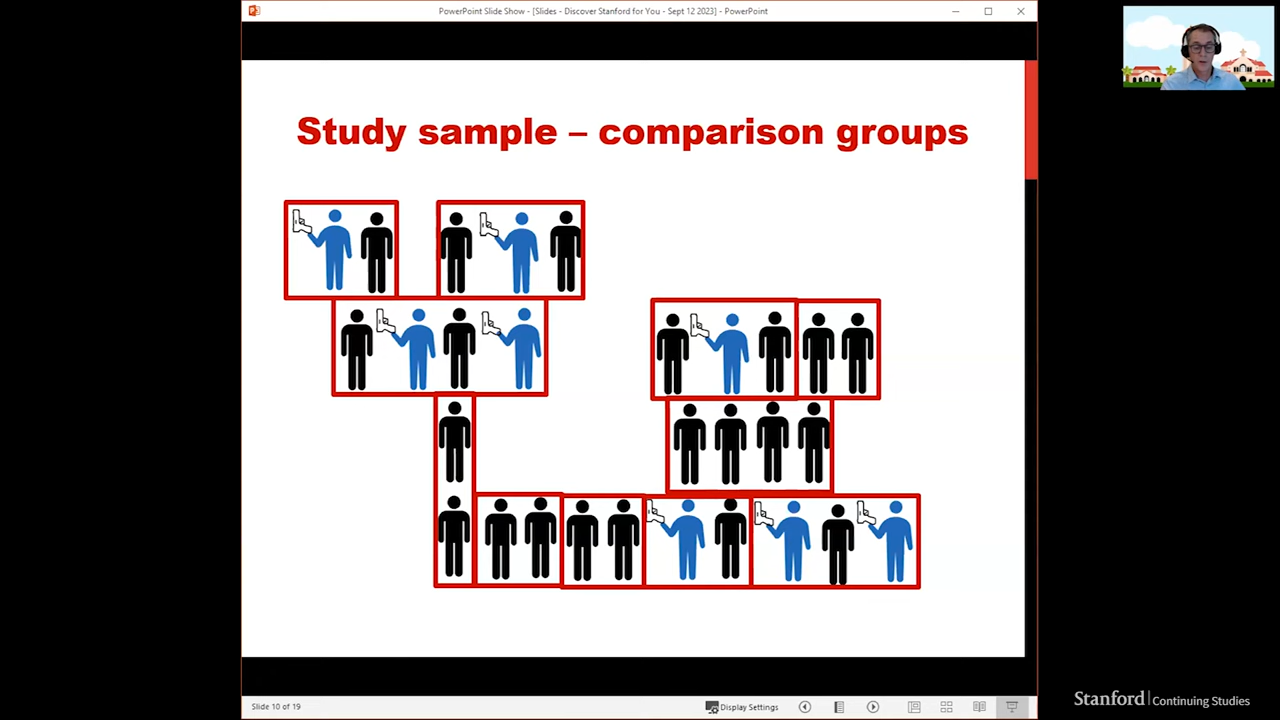 PowerPoint Slide Show - [Slides - Discover Stanford for You - Sept 12 2023] - PowerPoint
Study sample – comparison groups
Slide 10 of 19
Display Settings
Stanford | Continuing Studies